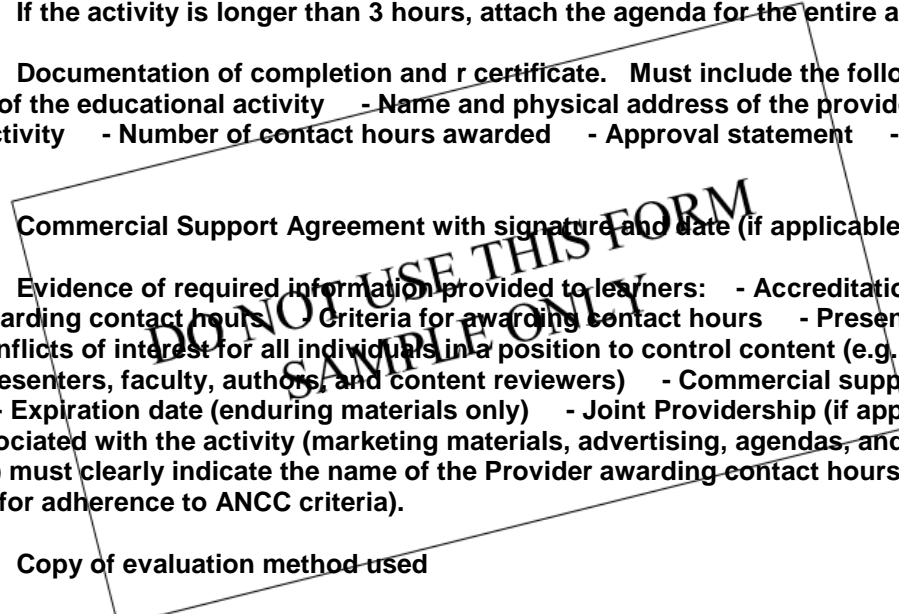 If the activity is longer than 3 hours, attach the agenda for the entire a
Documentation of completion and r certificate. Must include the follo
of the educational activity - Name and physical address of the provid
ctivity - Number of contact hours awarded - Approval statement -
Commercial Support Agreement with signature and date (if applicable
Evidence of required information provided to learners: - Accreditatio
arding contact hours - Criteria for awarding contact hours - Presen
nflicts of interest for all individuals in a position to control content (e.g.
resenters, faculty, authors, and content reviewers) - Commercial supp
- Expiration date (enduring materials only) - Joint Providership (if app
ociated with the activity (marketing materials, advertising, agendas, and
) must clearly indicate the name of the Provider awarding contact hours
for adherence to ANCC criteria).
Copy of evaluation method used
DO NOT USE THIS FORM
SAMPLE ONLY